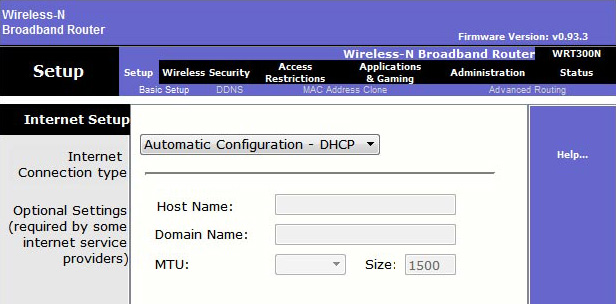 Wireless-N
Broadband Router
Firmware Version: v0.93.3
Wireless-N Broadband Router WRT300N
Setup
Setup Wireless Security Access Restrictions Applications & Gaming Administration Status
Basic Setup DDNS MAC Address Clone Advanced Routing
Internet Setup
Internet Connection type
Automatic Configuration - DHCP
Help...
Optional Settings
(required by some
internet service
providers)
Host Name:
Domain Name:
MTU: Size: 1500